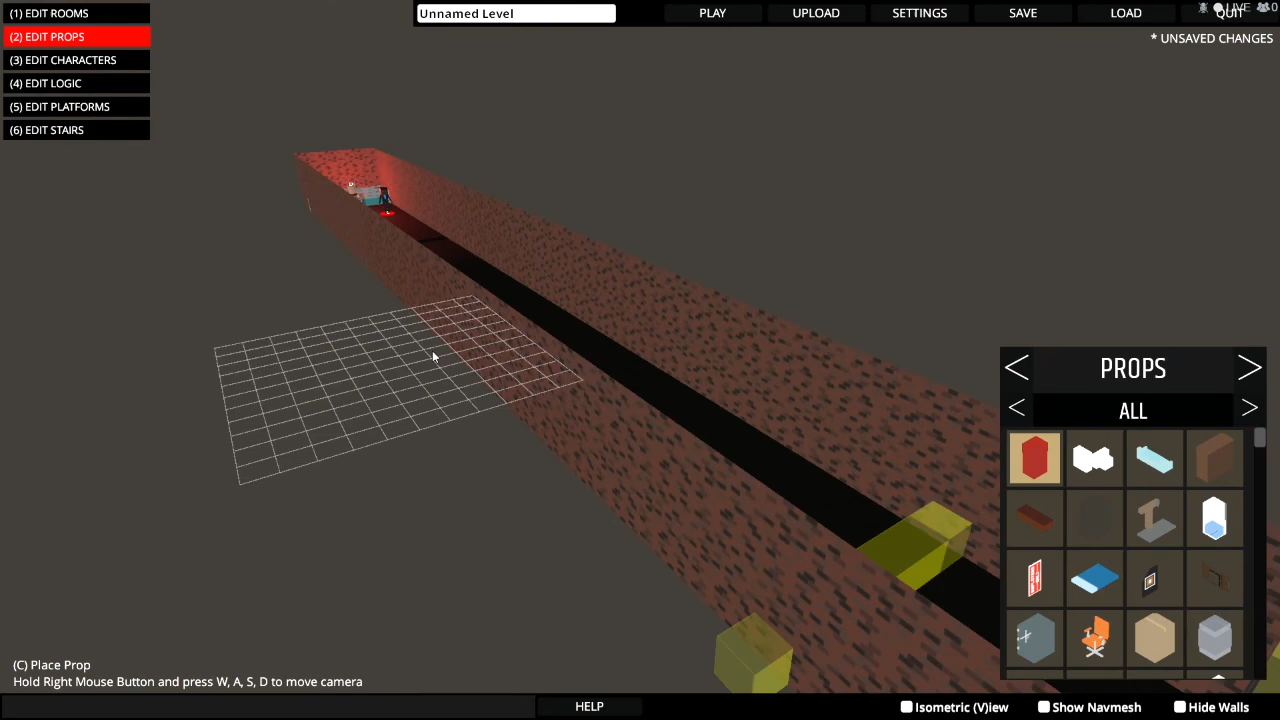 (1) EDIT ROOMS
(2) EDIT PROPS
(3) EDIT CHARACTERS
(4) EDIT LOGIC
(5) EDIT PLATFORMS
(6) EDIT STAIRS
Unnamed Level
PLAY
UPLOAD
SETTINGS
SAVE
LOAD
QUIT
LIVE
0
* UNSAVED CHANGES
< PROPS >
< ALL >
(C) Place Prop
Hold Right Mouse Button and press W, A, S, D to move camera
HELP
Isometric (V)iew
Show Navmesh
Hide Walls